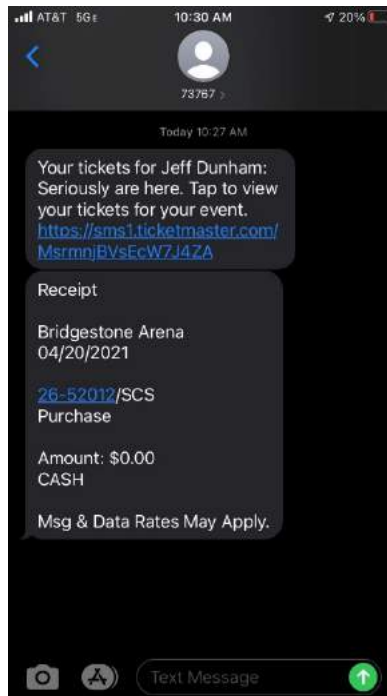 AT&T 5GE 10:30 AM 20%
73767 >
Today 10:27 AM
Your tickets for Jeff Dunham:
Seriously are here. Tap to view
your tickets for your event.
https://sms1.ticketmaster.com/
MsrmnjBVsEcW7J4ZA
Receipt
Bridgestone Arena
04/20/2021
26-52012/SCS
Purchase
Amount: $0.00
CASH
Msg & Data Rates May Apply.
Text Message